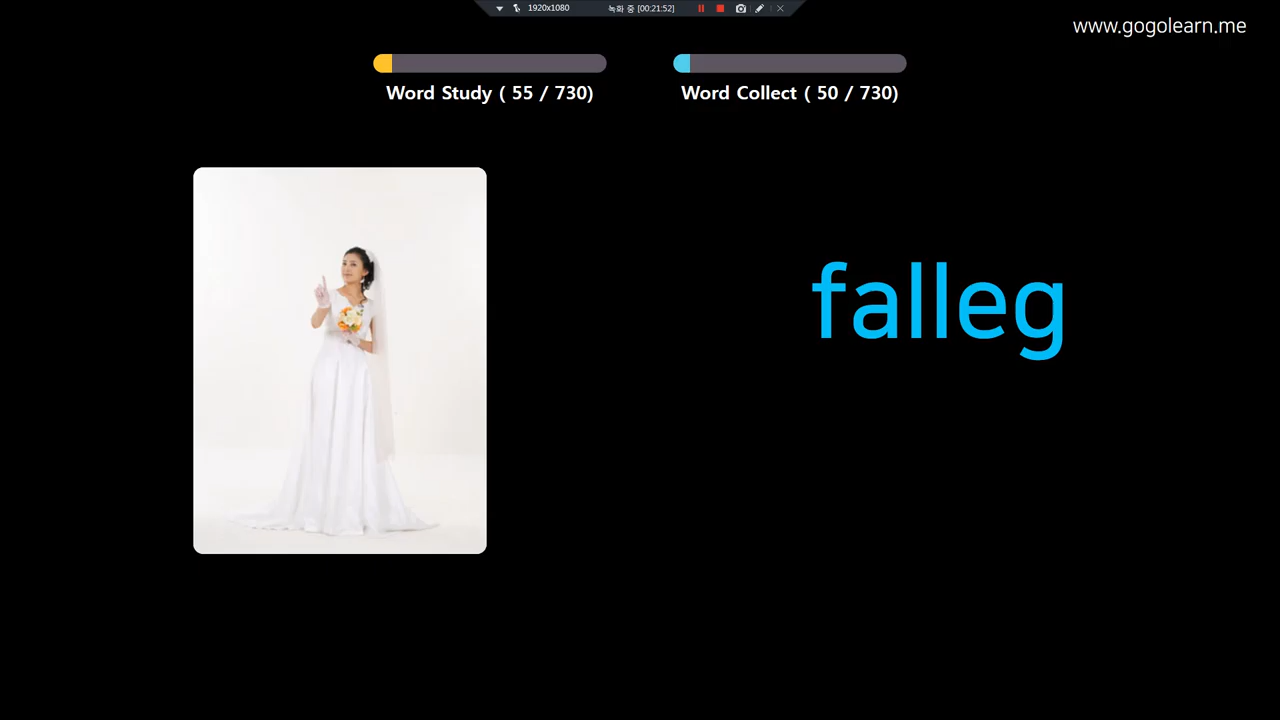 1920x1080
녹화 중 [00:21:52]
www.gogolearn.me
Word Study ( 55 / 730)
Word Collect ( 50 / 730)
falleg